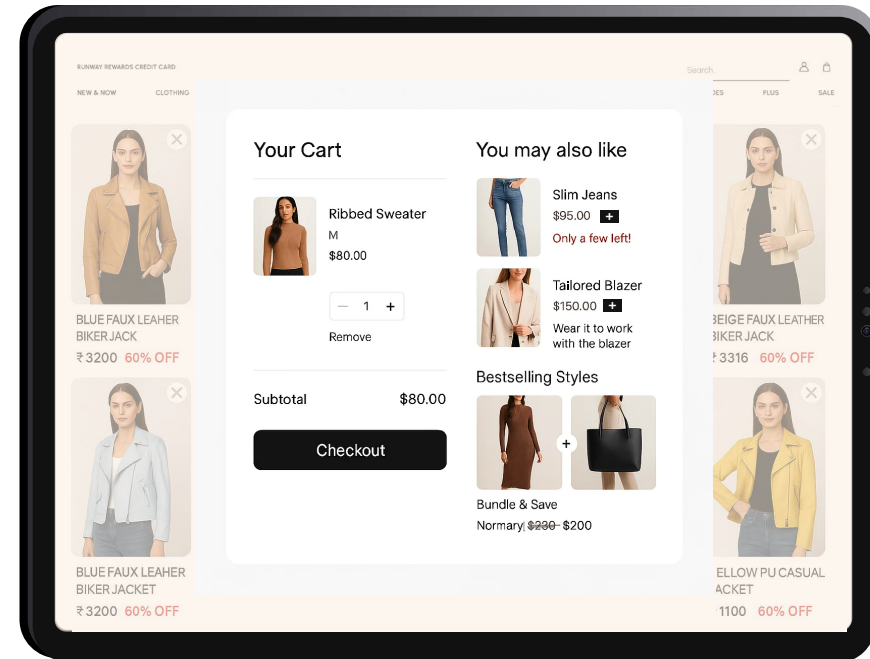 RUNWAY REWARDS CREDIT CARD
Search..
NEW & NOW
CLOTHING
PLUS
SALE
Your Cart
Ribbed Sweater
M
$80.00
— 1 +
Remove
Subtotal
$80.00
Checkout
You may also like
Slim Jeans
$95.00 +
Only a few left!
Tailored Blazer
$150.00 +
Wear it to work
with the blazer
Bestselling Styles
+
Bundle & Save
Normary| $230 $200
BLUE FAUX LEAHER
BIKER JACK
₹ 3200 60% OFF
BEIGE FAUX LEATHER
BIKER JACK
₹ 3316 60% OFF
BLUE FAUX LEAHER
BIKER JACKET
₹ 3200 60% OFF
ELLOW PU CASUAL
ACKET
1100 60% OFF